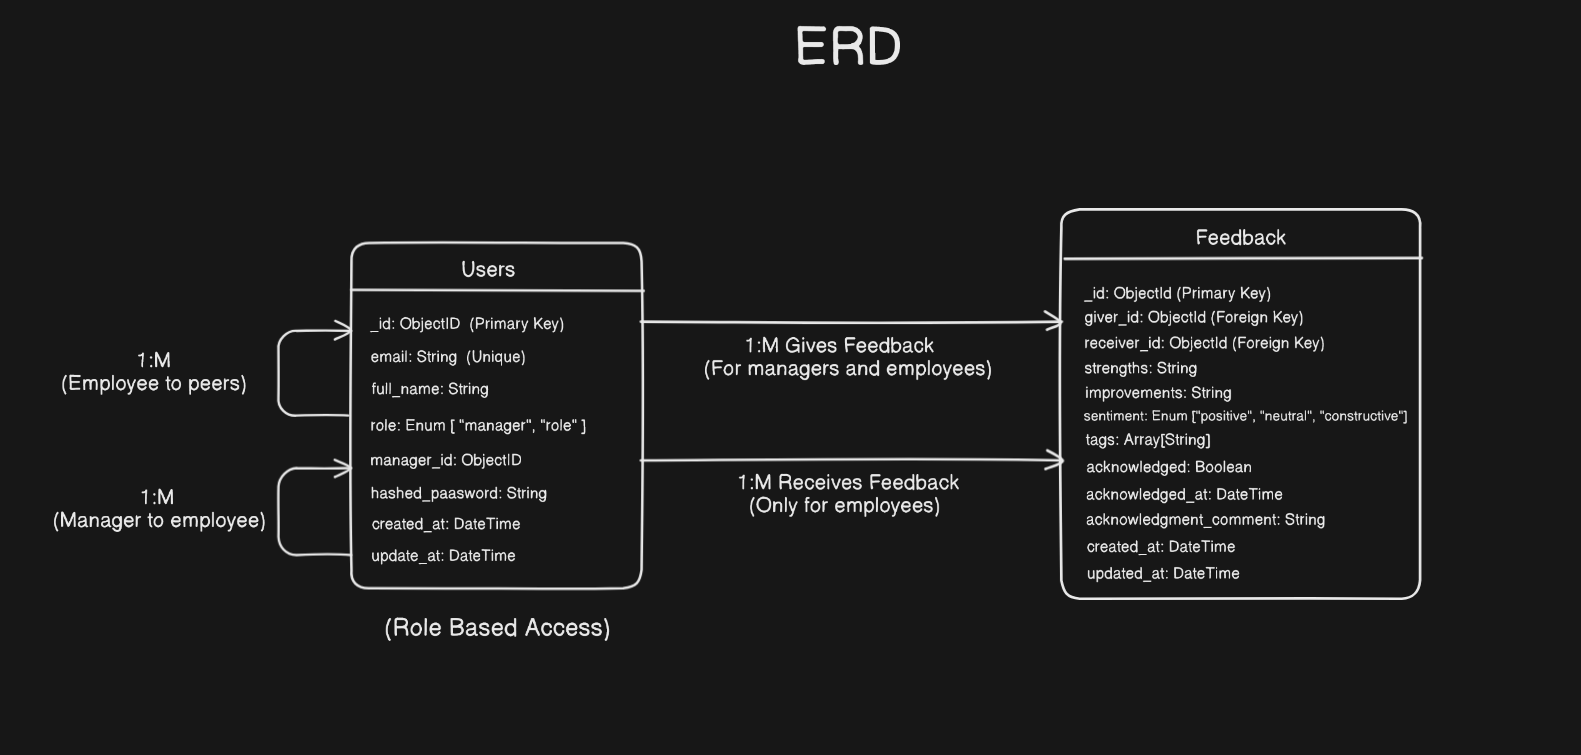 ERD
Users
_id: ObjectID (Primary Key)
email: String (Unique)
full_name: String
role: Enum [ "manager", "role" ]
manager_id: ObjectID
hashed_paasword: String
created_at: DateTime
update_at: DateTime
(Role Based Access)
1:M
(Employee to peers)
1:M
(Manager to employee)
1:M Gives Feedback
(For managers and employees)
1:M Receives Feedback
(Only for employees)
Feedback
_id: ObjectId (Primary Key)
giver_id: ObjectId (Foreign Key)
receiver_id: ObjectId (Foreign Key)
strengths: String
improvements: String
sentiment: Enum ["positive", "neutral", "constructive"]
tags: Array[String]
acknowledged: Boolean
acknowledged_at: DateTime
acknowledgment_comment: String
created_at: DateTime
updated_at: DateTime